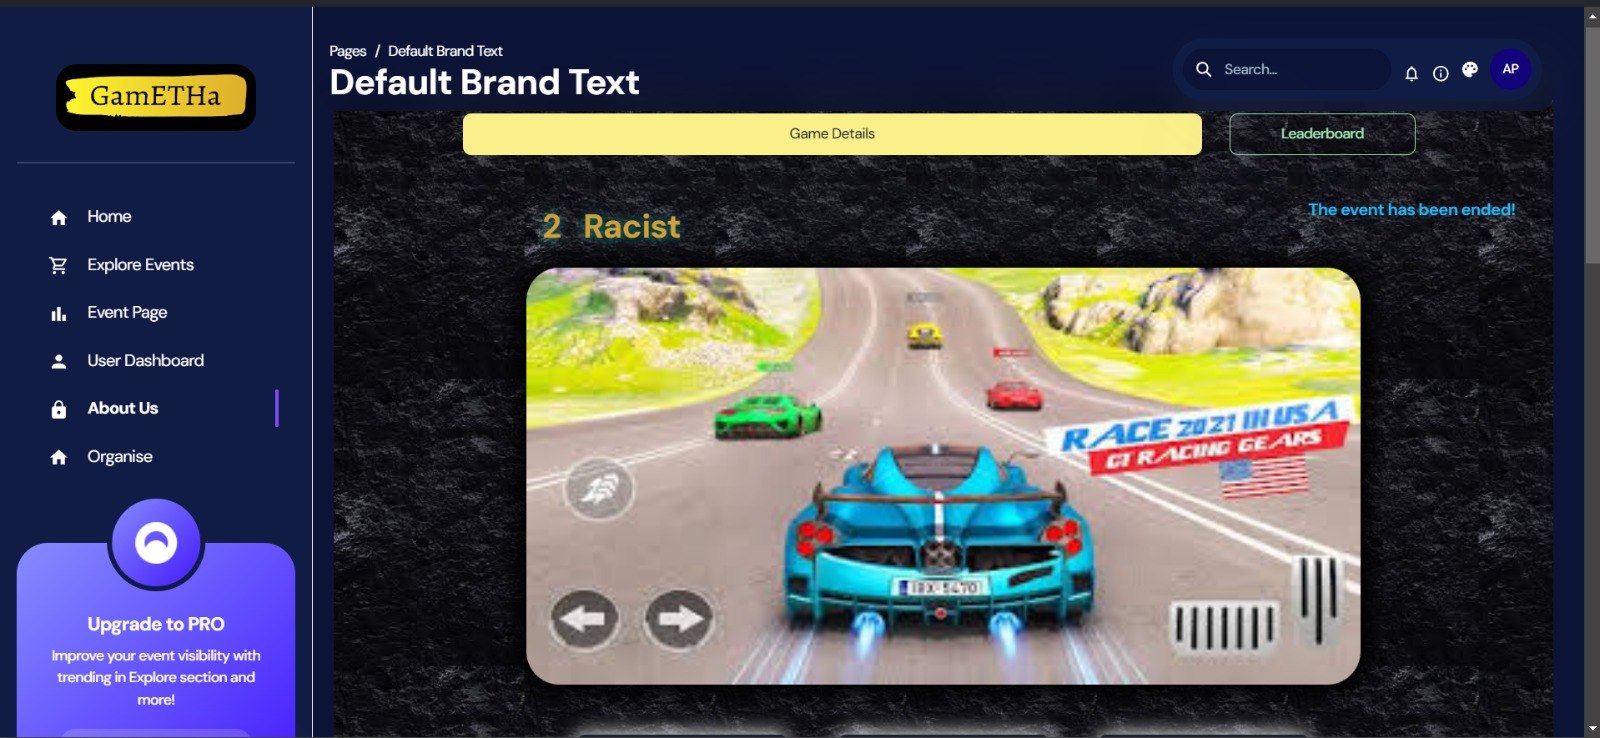 GamETHa
Home
Explore Events
Event Page
User Dashboard
About Us
Organise
Upgrade to PRO
Improve your event visibility with
trending in Explore section and
more!
Pages / Default Brand Text
Default Brand Text
Search...
AP
Game Details
Leaderboard
2 Racist
The event has been ended!
RACE 2021 IN USA
GT RACING GEARS